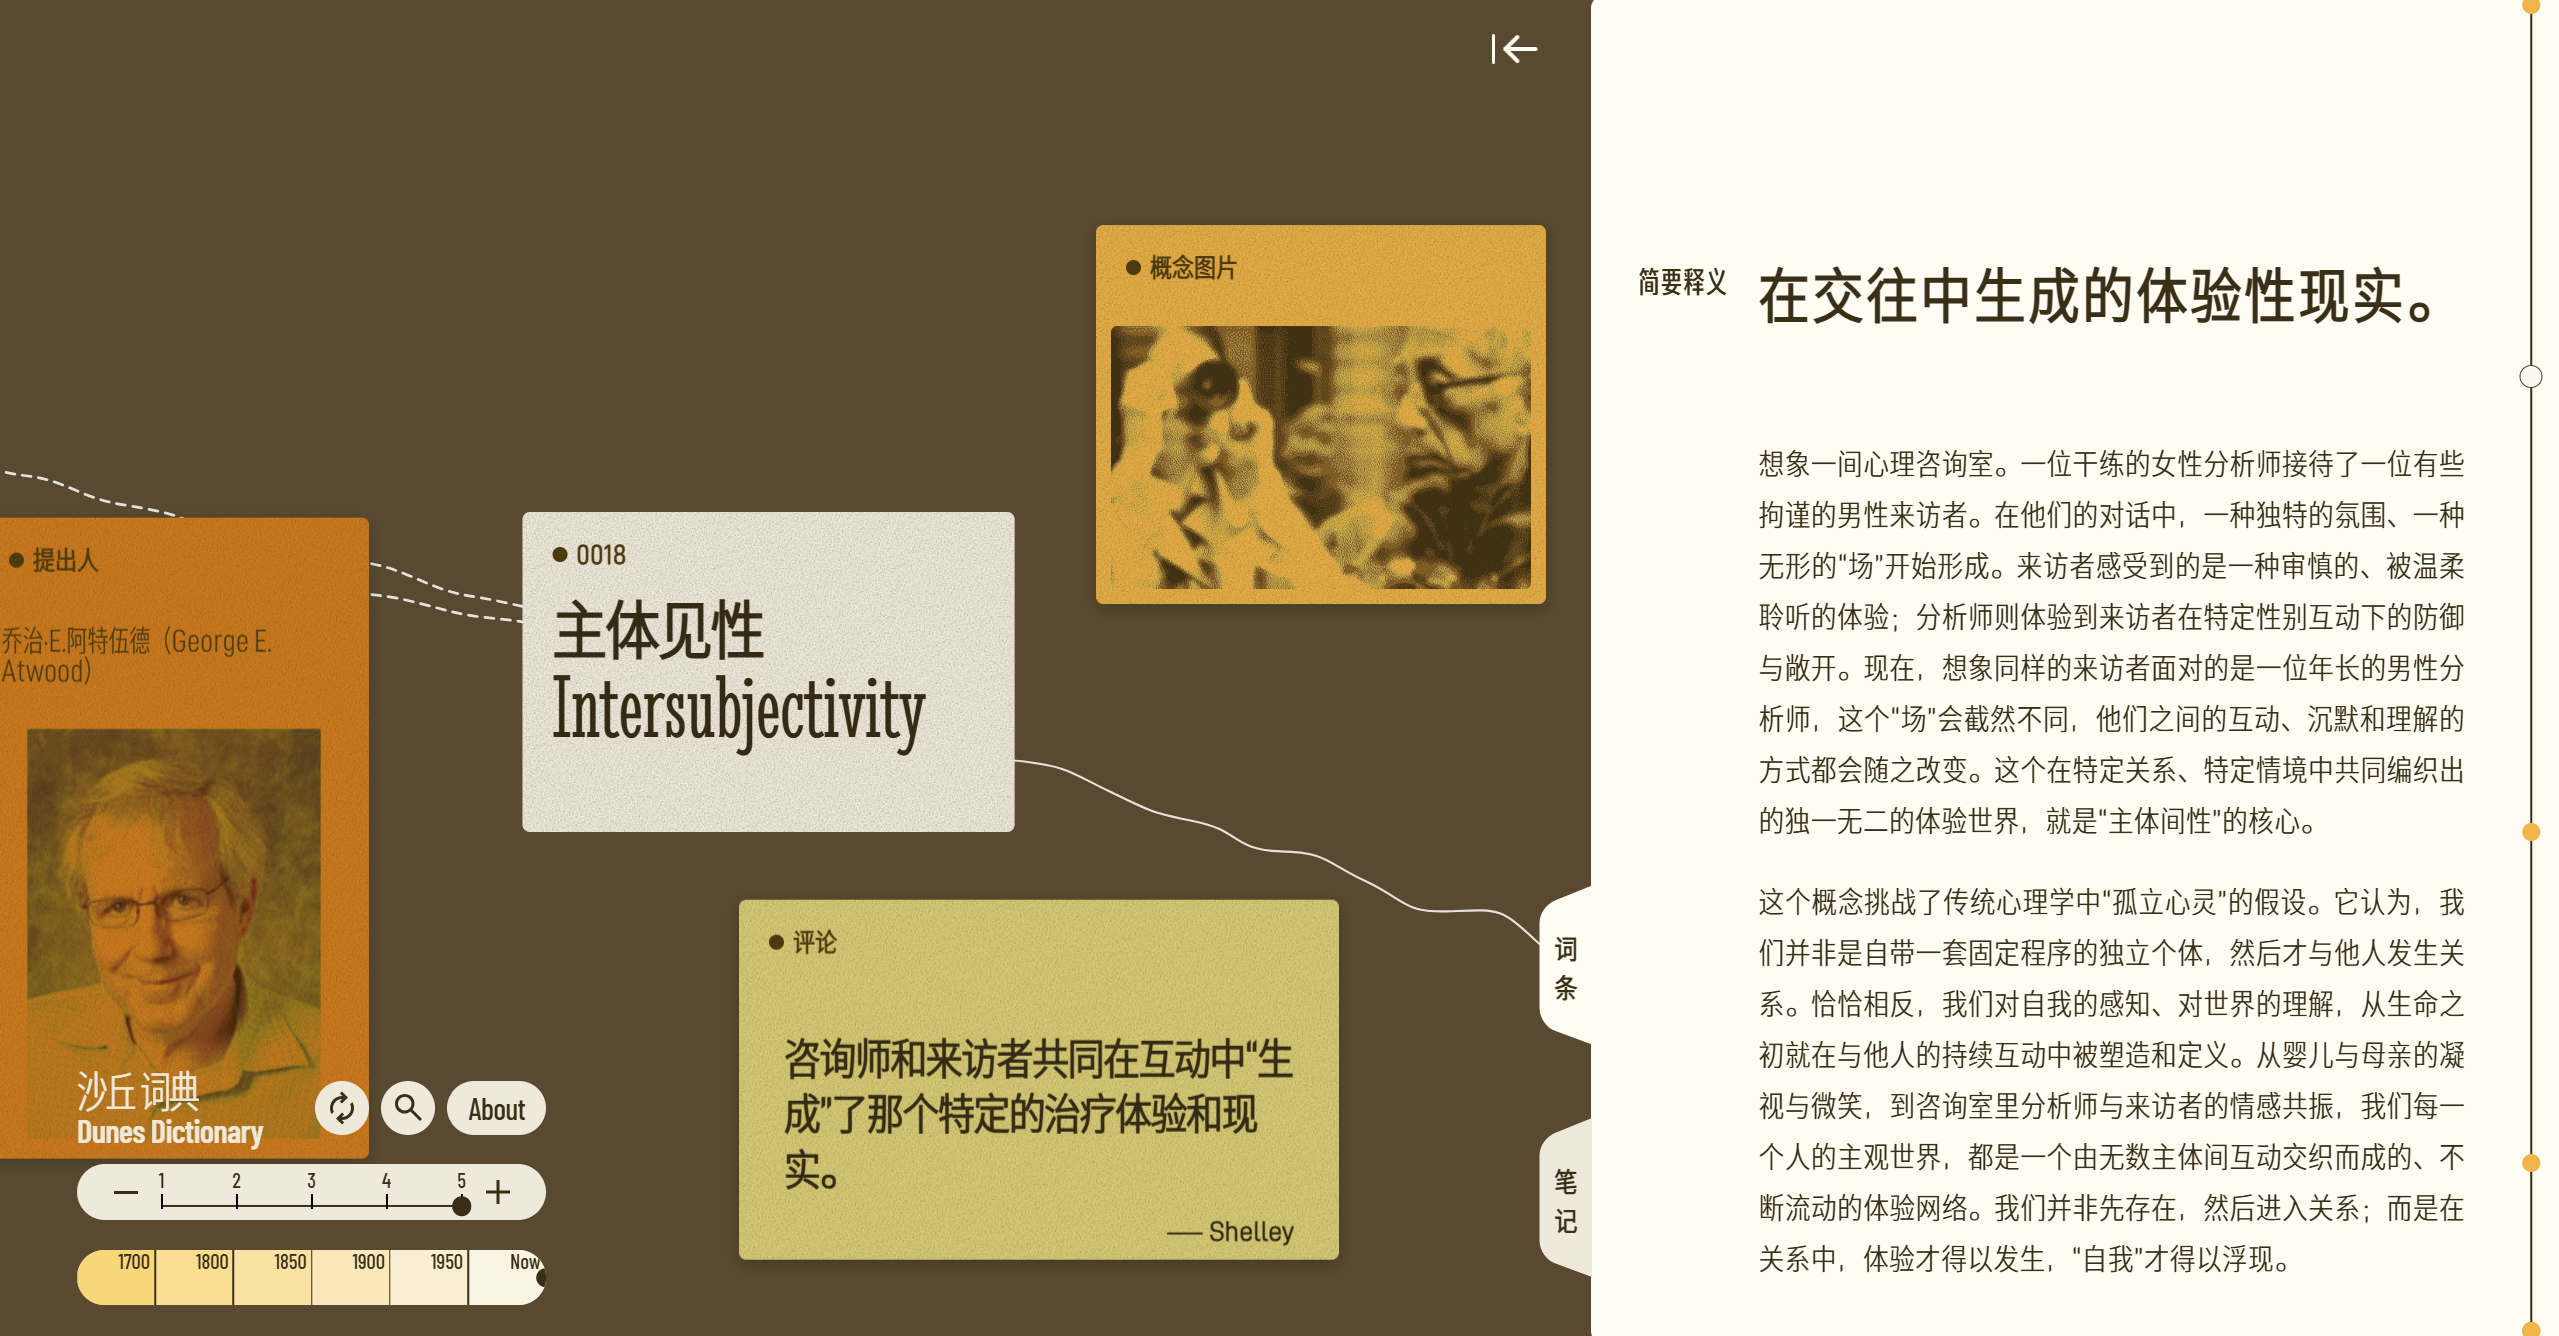 概念图片
提出人
乔治·E.阿特伍德（George E.
Atwood）
0018
主体见性
Intersubjectivity
评论
咨询师和来访者共同在互动中“生
成”了那个特定的治疗体验和现
实。
—— Shelley
沙丘词典
Dunes Dictionary
About
1 2 3 4 5
1700 1800 1850 1900 1950 Now
词条
笔记
简要释义
在交往中生成的体验性现实。
想象一间心理咨询室。一位干练的女性分析师接待了一位有些
拘谨的男性来访者。在他们的对话中，一种独特的氛围、一种
无形的“场”开始形成。来访者感受到的是一种审慎的、被温柔
聆听的体验；分析师则体验到来访者在特定性别互动下的防御
与敞开。现在，想象同样的来访者面对的是一位年长的男性分
析师，这个“场”会截然不同，他们之间的互动、沉默和理解的
方式都会随之改变。这个在特定关系、特定情境中共同编织出
的独一无二的体验世界，就是“主体间性”的核心。
这个概念挑战了传统心理学中“孤立心灵”的假设。它认为，我
们并非是自带一套固定程序的独立个体，然后才与他人发生关
系。恰恰相反，我们对自我的感知、对世界的理解，从生命之
初就在与他人的持续互动中被塑造和定义。从婴儿与母亲的凝
视与微笑，到咨询室里分析师与来访者的情感共振，我们每一
个人的主观世界，都是一个由无数主体间互动交织而成的、不
断流动的体验网络。我们并非先存在，然后进入关系；而是在
关系中，体验才得以发生，“自我”才得以浮现。